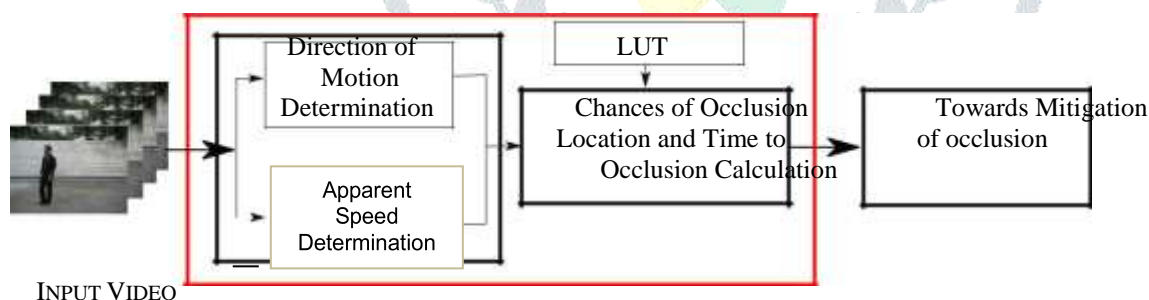 Direction of
Motion
Determination
LUT
Chances of Occlusion
Location and Time to
Occlusion Calculation
Towards Mitigation
of occlusion
Apparent
Speed
Determination
INPUT VIDEO